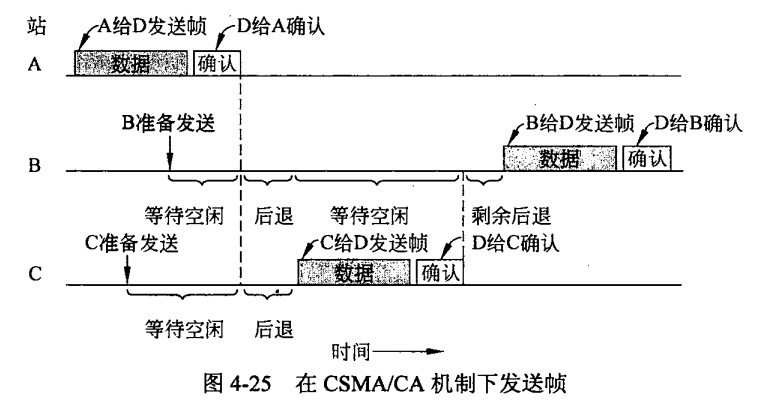 站
A给D发送帧 D给A确认
A 数据 确认
B准备发送 B给D发送帧 D给B确认
B 数据 确认
等待空闲 后退 等待空闲 剩余后退
C准备发送 C给D发送帧 D给C确认
C 数据 确认
等待空闲 后退
时间
图 4-25 在 CSMA/CA 机制下发送帧